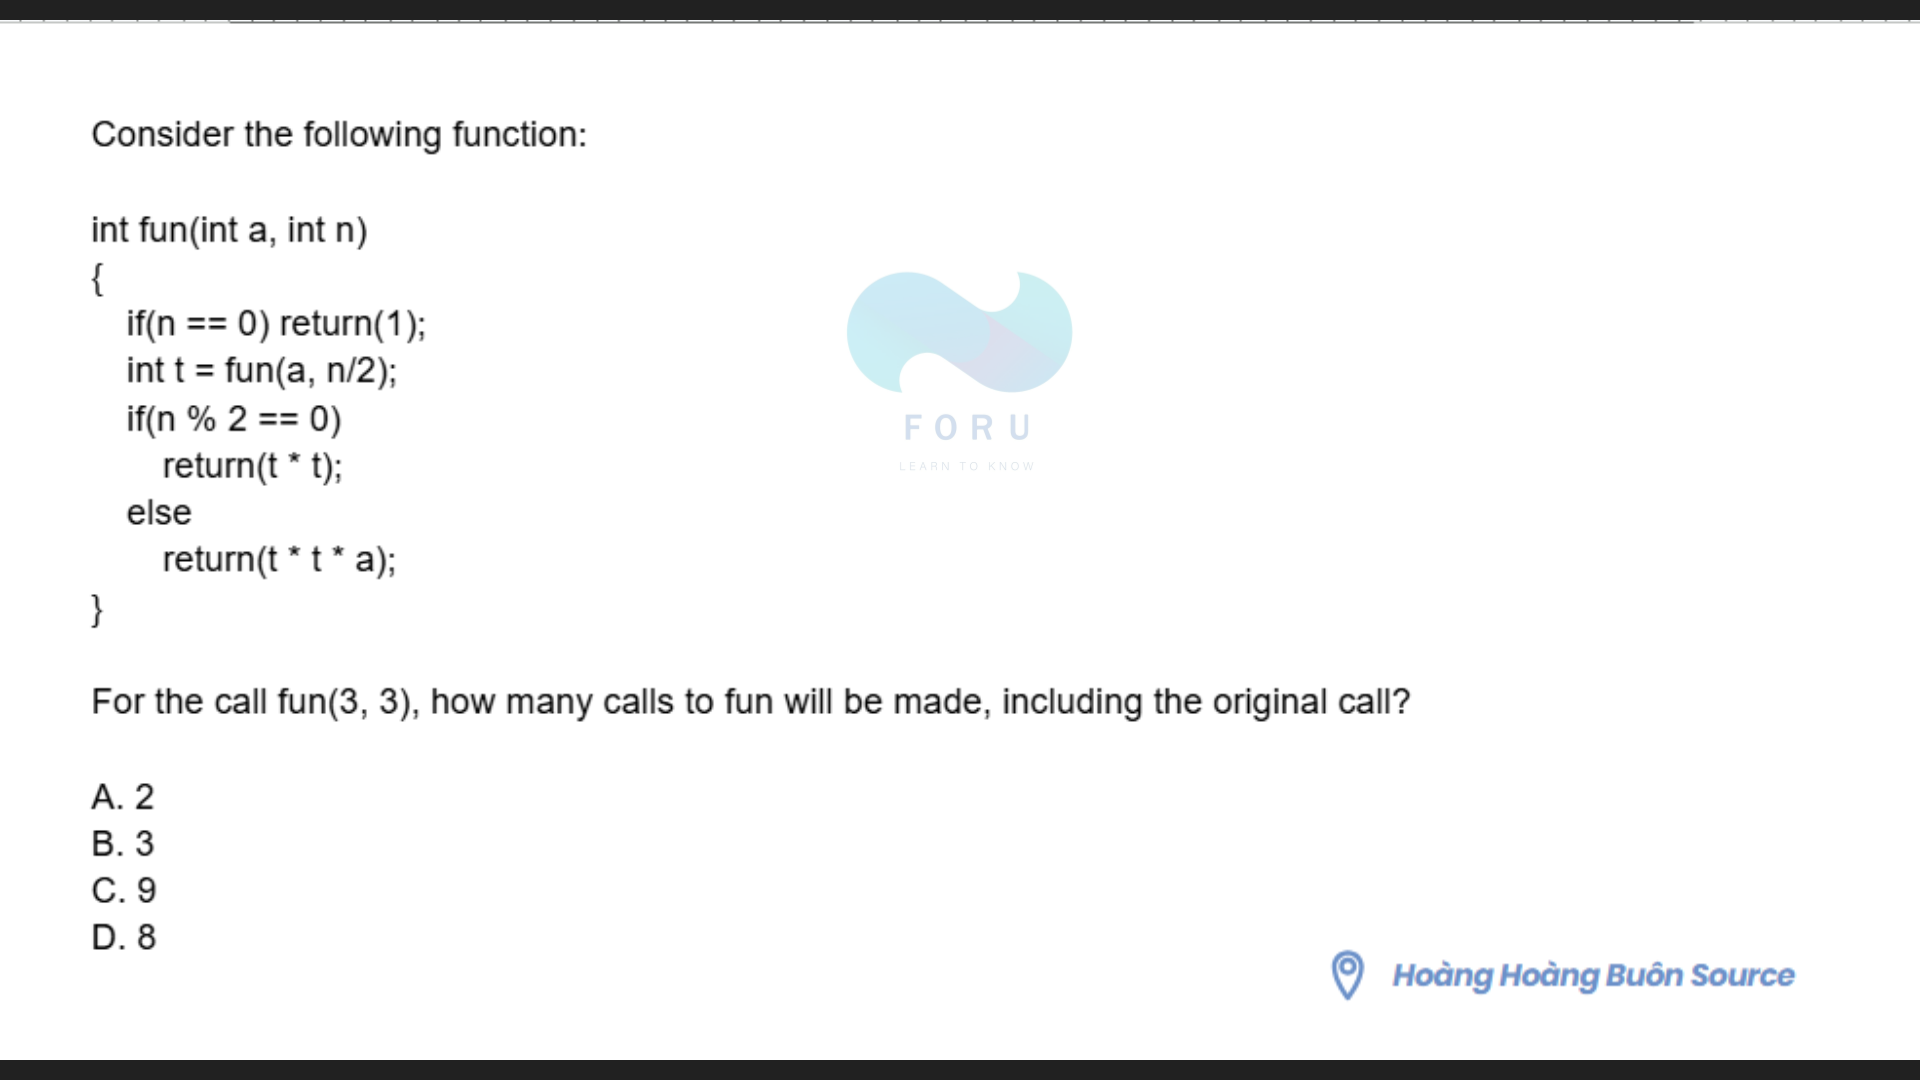 Consider the following function:
int fun(int a, int n)
{
if(n == 0) return(1);
int t = fun(a, n/2);
if(n % 2 == 0)
return(t * t);
else
return(t * t * a);
}
FORU
LEARN TO KNOW
For the call fun(3, 3), how many calls to fun will be made, including the original call?
A. 2
B. 3
C. 9
D. 8
Hoàng Hoàng Buôn Source